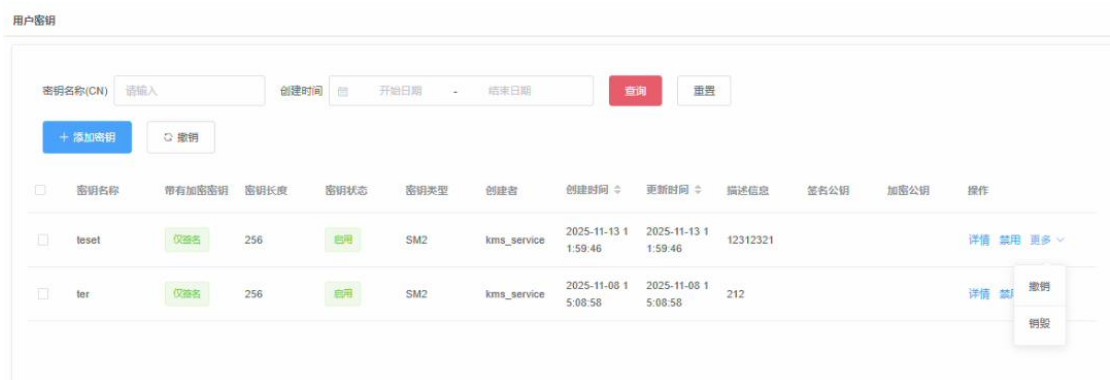 用户密钥
密钥名称(CN) 请输入 创建时间 开始日期 - 结束日期 查询 重置
+ 添加密钥 撤销
密钥名称 带有加密密钥 密钥长度 密钥状态 密钥类型 创建者 创建时间 更新时间 描述信息 签名公钥 加密公钥 操作
teset 仅签名 256 启用 SM2 kms_service 2025-11-13 1 2025-11-13 1 12312321 详情 禁用 更多
1:59:46 1:59:46
ter 仅签名 256 启用 SM2 kms_service 2025-11-08 1 2025-11-08 1 212 详情 禁
5:08:58 5:08:58
撤销
销毁